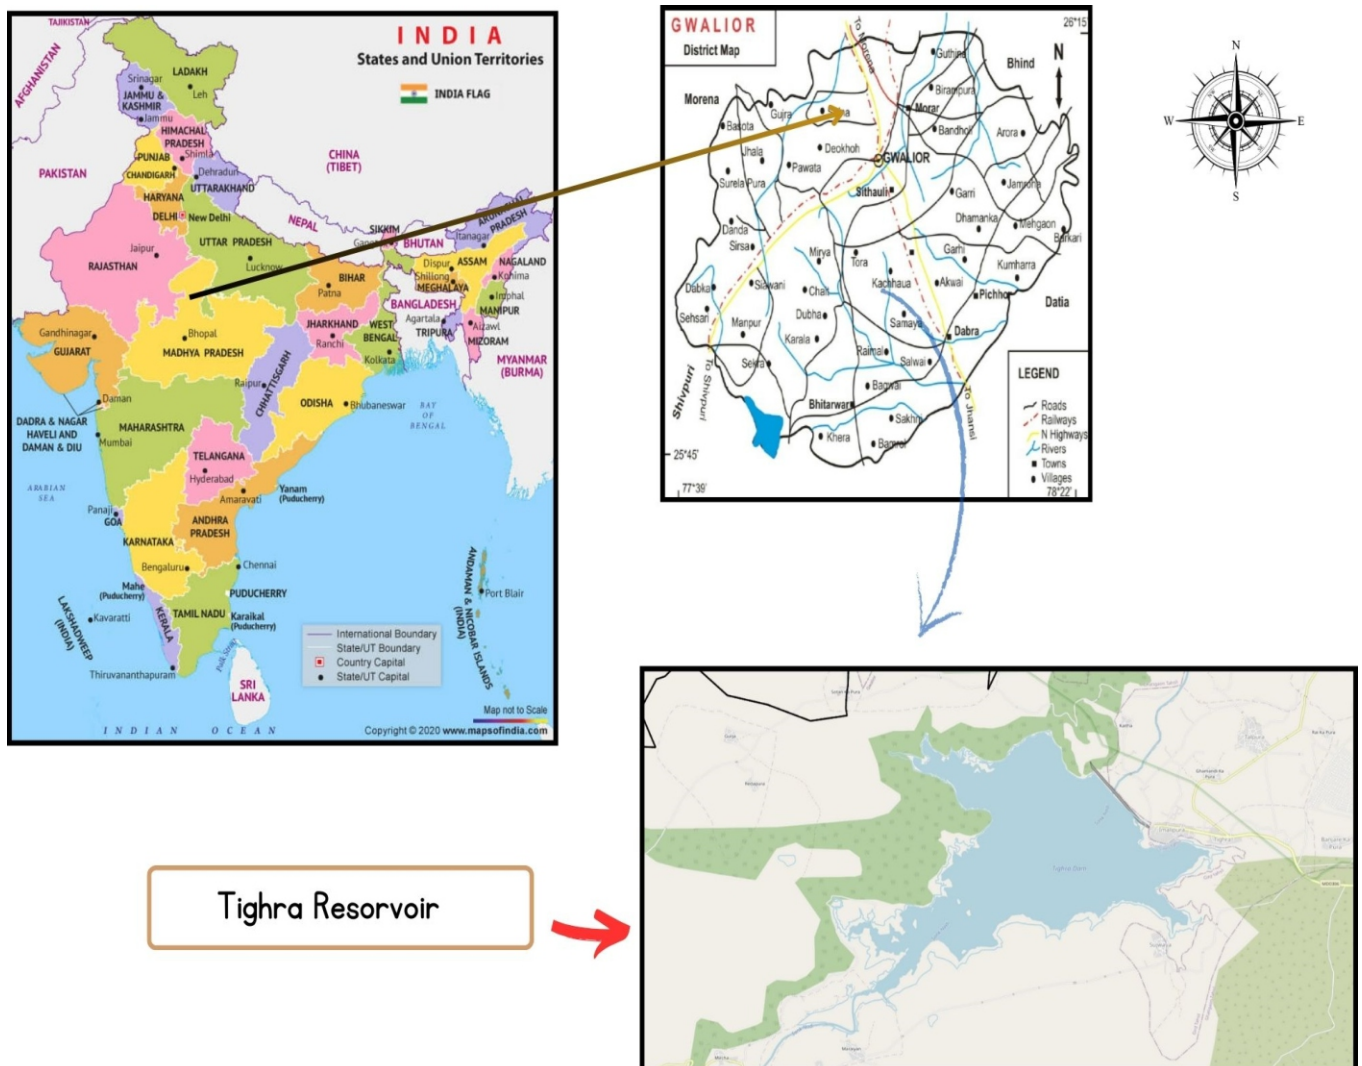 INDIA
States and Union Territories
INDIA FLAG
TAJIKISTAN
AFGHANISTAN
PAKISTAN
CHINA
(TIBET)
NEPAL
BHUTAN
BANGLADESH
MYANMAR
(BURMA)
SRI
LANKA
LADAKH
Leh
Srinagar
JAMMU &
KASHMIR
Jammu
HIMACHAL
PRADESH
Shimla
PUNJAB
CHANDIGARH
Dehradun
UTTARAKHAND
HARYANA
DELHI
New Delhi
UTTAR PRADESH
Lucknow
Jaipur
RAJASTHAN
SIKKIM
PRADESH
Itanagar
Dispur
ASSAM
NAGALAND
Kohima
Shillong
MEGHALAYA
Imphal
MANIPUR
Agartala
TRIPURA
Aizawl
MIZORAM
BIHAR
Patna
JHARKHAND
Ranchi
WEST
BENGAL
Kolkata
Gandhinagar
GUJARAT
Bhopal
MADHYA PRADESH
CHHATTISGARH
Raipur
ODISHA
Bhubaneswar
Daman
DADRA & NAGAR
HAVELI AND
DAMAN & DIU
MAHARASHTRA
Mumbai
TELANGANA
Hyderabad
Amaravati
Yanam
(Puducherry)
ANDHRA
PRADESH
Panaji
GOA
KARNATAKA
Bengaluru
Chennai
Mahe
(Puducherry)
PUDUCHERRY
TAMIL NADU
Karaikal
(Puducherry)
KERALA
Thiruvananthapuram
LAKSHADWEEP
(INDIA)
Kavaratti
ANDAMAN & NICOBAR ISLANDS
(INDIA)
Port Blair
ARABIAN
SEA
BAY
OF
BENGAL
INDIAN OCEAN
International Boundary
State/UT Boundary
Country Capital
State/UT Capital
Map not to Scale
Copyright © 2020 www.mapsofindia.com
GWALIOR
District Map
26°15'
N
To Morena
Guthina
Bhind
Morena
Birampura
Gujra
Morar
Basota
Bandholi
Arora
Jhala
Deokhoh
Pawata
GWALIOR
Surela Pura
Sithauli
Garri
Jamroha
Dhamanka
Mehgaon
Barkari
Danda
Sirsa
Mirya
Tora
Garhi
Kumharra
Dabka
Siawani
Chari
Kachhaua
Akwai
Pichhor
Datia
Sehsari
Manpur
Dubha
Samaya
Dabra
Karala
Raimal
Salwai
Sekra
Bagwai
Shivpuri
To Shivpuri
Bhitarwar
Sakhni
To Jhansi
Khera
25°45'
77°39'
78°22'
LEGEND
Roads
Railways
N Highways
Rivers
Towns
Villages
N
W
E
S
Tighra Resorvoir
Tighra Dam